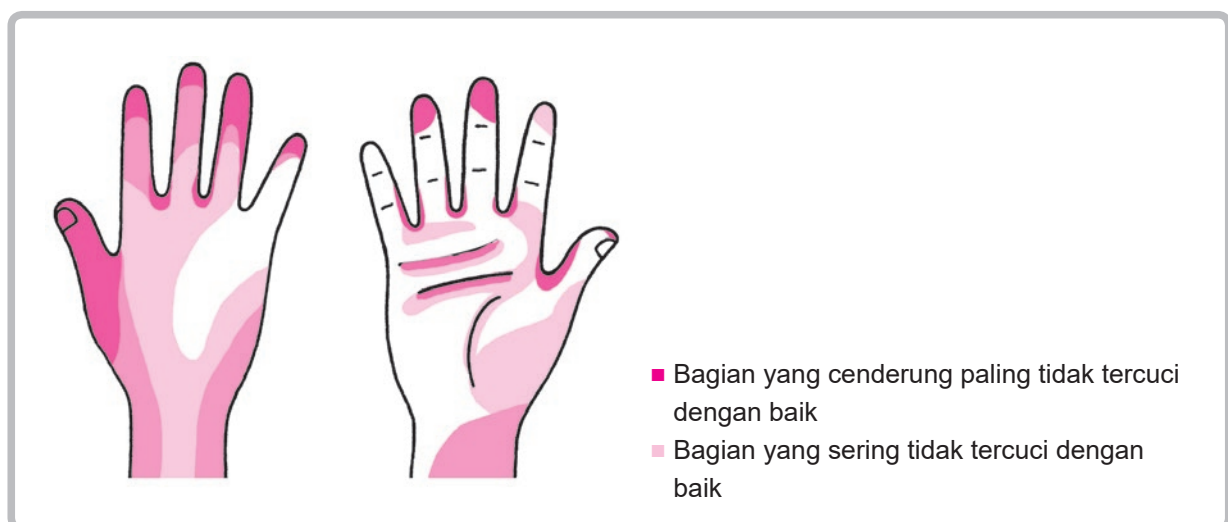 Bagian yang cenderung paling tidak tercuci
dengan baik
Bagian yang sering tidak tercuci dengan
baik